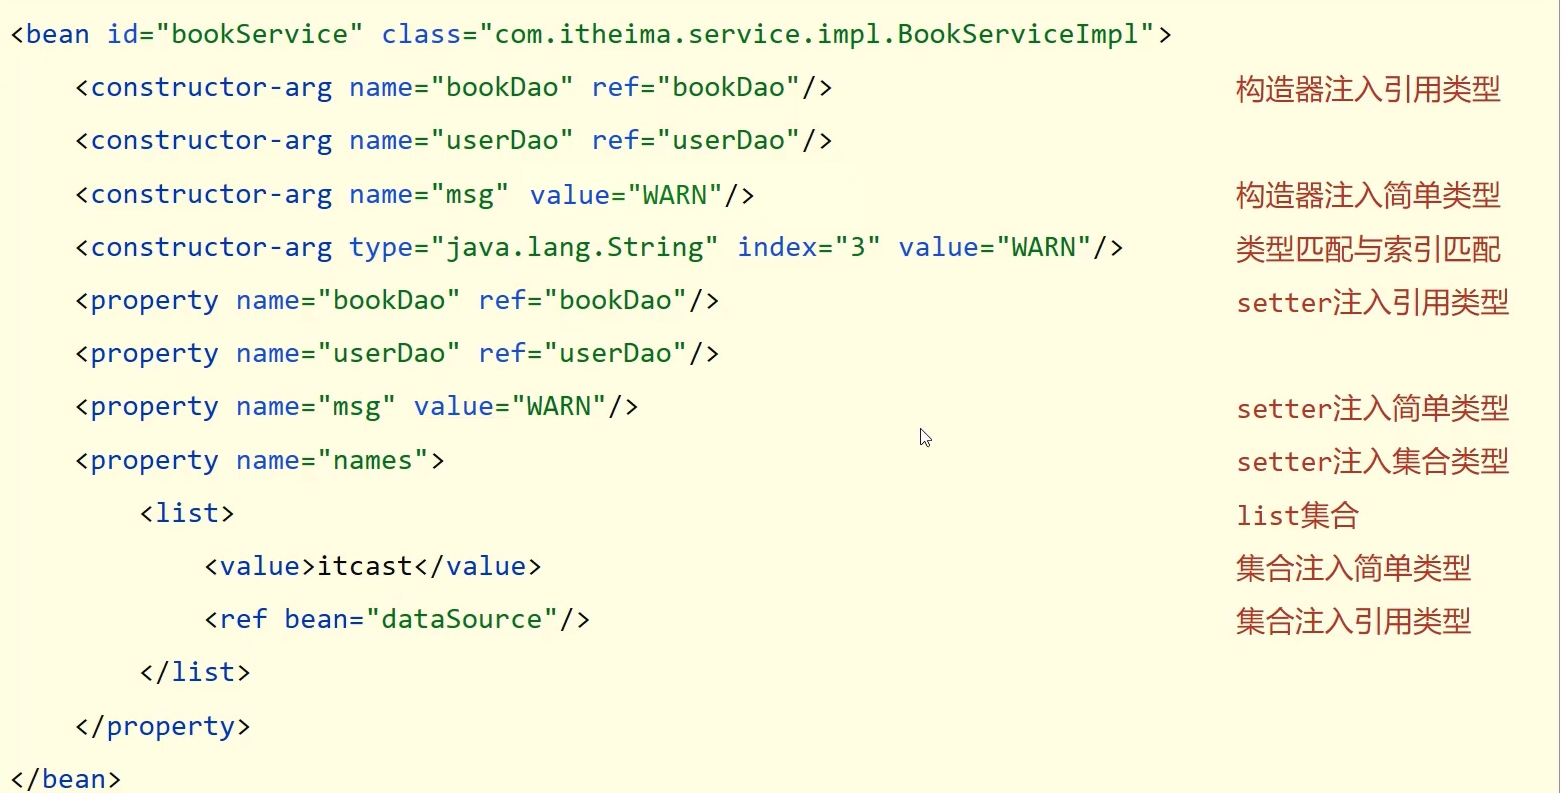 <bean id="bookService" class="com.itheima.service.impl.BookServiceImpl">
<constructor-arg name="bookDao" ref="bookDao"/> 构造器注入引用类型
<constructor-arg name="userDao" ref="userDao"/>
<constructor-arg name="msg" value="WARN"/> 构造器注入简单类型
<constructor-arg type="java.lang.String" index="3" value="WARN"/> 类型匹配与索引匹配
<property name="bookDao" ref="bookDao"/> setter注入引用类型
<property name="userDao" ref="userDao"/>
<property name="msg" value="WARN"/> setter注入简单类型
<property name="names"> setter注入集合类型
<list> list集合
<value>itcast</value> 集合注入简单类型
<ref bean="dataSource"/> 集合注入引用类型
</list>
</property>
</bean>